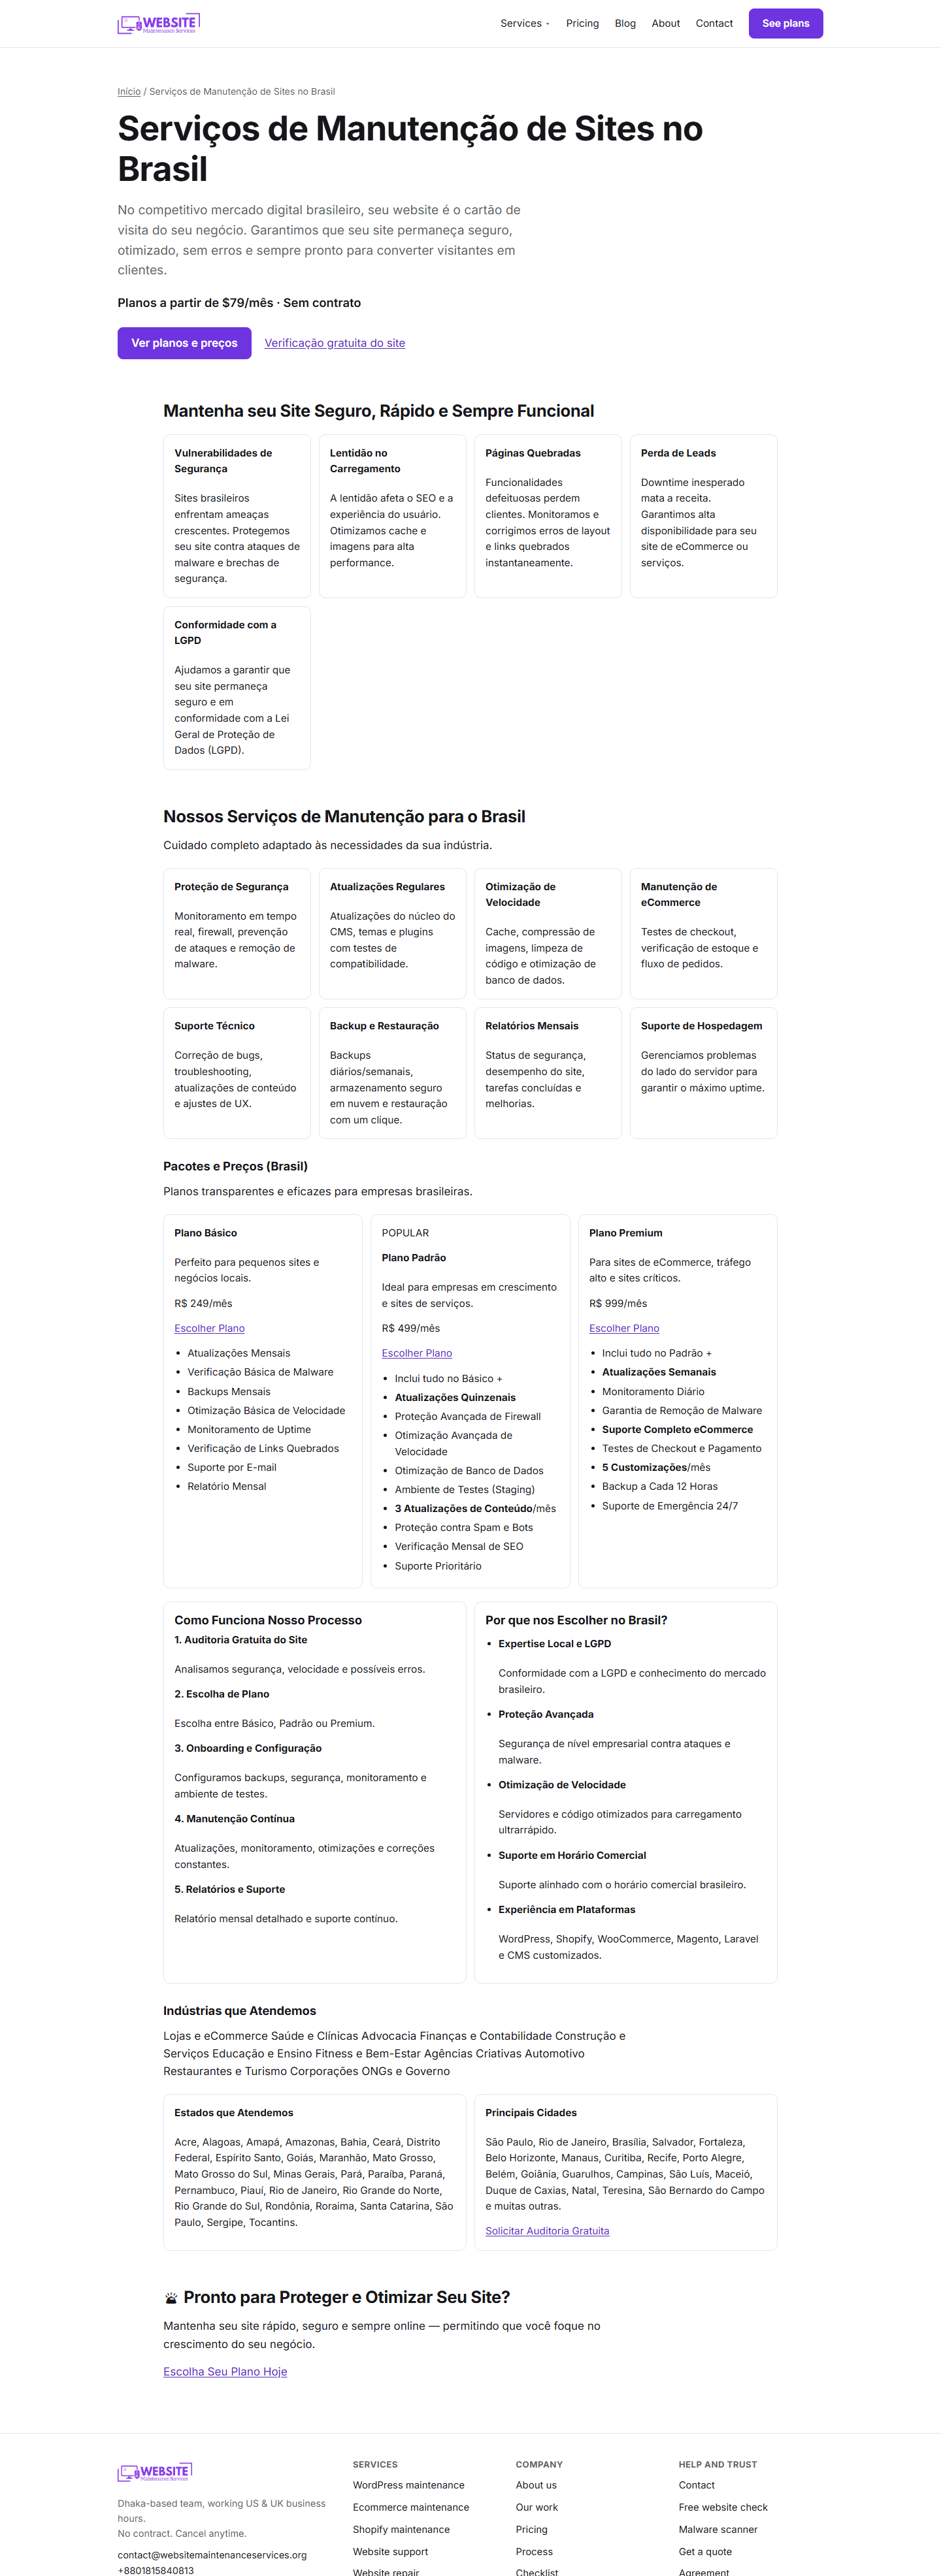 WEBSITE
Maintenance Services
Services
Pricing
Blog
About
Contact
See plans
Início / Serviços de Manutenção de Sites no Brasil
Serviços de Manutenção de Sites no
Brasil
No competitivo mercado digital brasileiro, seu website é o cartão de
visita do seu negócio. Garantimos que seu site permaneça seguro,
otimizado, sem erros e sempre pronto para converter visitantes em
clientes.
Planos a partir de $79/mês · Sem contrato
Ver planos e preços
Verificação gratuita do site
Mantenha seu Site Seguro, Rápido e Sempre Funcional
Vulnerabilidades de
Segurança
Sites brasileiros
enfrentam ameaças
crescentes. Protegemos
seu site contra ataques de
malware e brechas de
segurança.
Lentidão no
Carregamento
A lentidão afeta o SEO e a
experiência do usuário.
Otimizamos cache e
imagens para alta
performance.
Páginas Quebradas
Funcionalidades
defeituosas perdem
clientes. Monitoramos e
corrigimos erros de layout
e links quebrados
instantaneamente.
Perda de Leads
Downtime inesperado
mata a receita.
Garantimos alta
disponibilidade para seu
site de eCommerce ou
serviços.
Conformidade com a
LGPD
Ajudamos a garantir que
seu site permaneça
seguro e em
conformidade com a Lei
Geral de Proteção de
Dados (LGPD).
Nossos Serviços de Manutenção para o Brasil
Cuidado completo adaptado às necessidades da sua indústria.
Proteção de Segurança
Monitoramento em tempo
real, firewall, prevenção
de ataques e remoção de
malware.
Atualizações Regulares
Atualizações do núcleo do
CMS, temas e plugins
com testes de
compatibilidade.
Otimização de
Velocidade
Cache, compressão de
imagens, limpeza de
código e otimização de
banco de dados.
Manutenção de
eCommerce
Testes de checkout,
verificação de estoque e
fluxo de pedidos.
Suporte Técnico
Correção de bugs,
troubleshooting,
atualizações de conteúdo
e ajustes de UX.
Backup e Restauração
Backups
diários/semanais,
armazenamento seguro
em nuvem e restauração
com um clique.
Relatórios Mensais
Status de segurança,
desempenho do site,
tarefas concluídas e
melhorias.
Suporte de Hospedagem
Gerenciamos problemas
do lado do servidor para
garantir o máximo uptime.
Pacotes e Preços (Brasil)
Planos transparentes e eficazes para empresas brasileiras.
Plano Básico
Perfeito para pequenos sites e
negócios locais.
R$ 249/mês
Escolher Plano
• Atualizações Mensais
• Verificação Básica de Malware
• Backups Mensais
• Otimização Básica de Velocidade
• Monitoramento de Uptime
• Verificação de Links Quebrados
• Suporte por E-mail
• Relatório Mensal
POPULAR
Plano Padrão
Ideal para empresas em crescimento
e sites de serviços.
R$ 499/mês
Escolher Plano
• Inclui tudo no Básico +
• Atualizações Quinzenais
• Proteção Avançada de Firewall
• Otimização Avançada de
Velocidade
• Otimização de Banco de Dados
• Ambiente de Testes (Staging)
• 3 Atualizações de Conteúdo/mês
• Proteção contra Spam e Bots
• Verificação Mensal de SEO
• Suporte Prioritário
Plano Premium
Para sites de eCommerce, tráfego
alto e sites críticos.
R$ 999/mês
Escolher Plano
• Inclui tudo no Padrão +
• Atualizações Semanais
• Monitoramento Diário
• Garantia de Remoção de Malware
• Suporte Completo eCommerce
• Testes de Checkout e Pagamento
• 5 Customizações/mês
• Backup a Cada 12 Horas
• Suporte de Emergência 24/7
Como Funciona Nosso Processo
1. Auditoria Gratuita do Site
Analisamos segurança, velocidade e possíveis erros.
2. Escolha de Plano
Escolha entre Básico, Padrão ou Premium.
3. Onboarding e Configuração
Configuramos backups, segurança, monitoramento e
ambiente de testes.
4. Manutenção Contínua
Atualizações, monitoramento, otimizações e correções
constantes.
5. Relatórios e Suporte
Relatório mensal detalhado e suporte contínuo.
Por que nos Escolher no Brasil?
• Expertise Local e LGPD
Conformidade com a LGPD e conhecimento do mercado
brasileiro.
• Proteção Avançada
Segurança de nível empresarial contra ataques e
malware.
• Otimização de Velocidade
Servidores e código otimizados para carregamento
ultrarrápido.
• Suporte em Horário Comercial
Suporte alinhado com o horário comercial brasileiro.
• Experiência em Plataformas
WordPress, Shopify, WooCommerce, Magento, Laravel
e CMS customizados.
Indústrias que Atendemos
Lojas e eCommerce Saúde e Clínicas Advocacia Finanças e Contabilidade Construção e
Serviços Educação e Ensino Fitness e Bem-Estar Agências Criativas Automotivo
Restaurantes e Turismo Corporações ONGs e Governo
Estados que Atendemos
Acre, Alagoas, Amapá, Amazonas, Bahia, Ceará, Distrito
Federal, Espírito Santo, Goiás, Maranhão, Mato Grosso,
Mato Grosso do Sul, Minas Gerais, Pará, Paraíba, Paraná,
Pernambuco, Piauí, Rio de Janeiro, Rio Grande do Norte,
Rio Grande do Sul, Rondônia, Roraima, Santa Catarina, São
Paulo, Sergipe, Tocantins.
Principais Cidades
São Paulo, Rio de Janeiro, Brasília, Salvador, Fortaleza,
Belo Horizonte, Manaus, Curitiba, Recife, Porto Alegre,
Belém, Goiânia, Guarulhos, Campinas, São Luís, Maceió,
Duque de Caxias, Natal, Teresina, São Bernardo do Campo
e muitas outras.
Solicitar Auditoria Gratuita
Pronto para Proteger e Otimizar Seu Site?
Mantenha seu site rápido, seguro e sempre online — permitindo que você foque no
crescimento do seu negócio.
Escolha Seu Plano Hoje
WEBSITE
Maintenance Services
Dhaka-based team, working US & UK business
hours.
No contract. Cancel anytime.
contact@websitemaintenanceservices.org
+8801815840813
SERVICES
WordPress maintenance
Ecommerce maintenance
Shopify maintenance
Website support
Website repair
COMPANY
About us
Our work
Pricing
Process
Checklist
HELP AND TRUST
Contact
Free website check
Malware scanner
Get a quote
Agreement